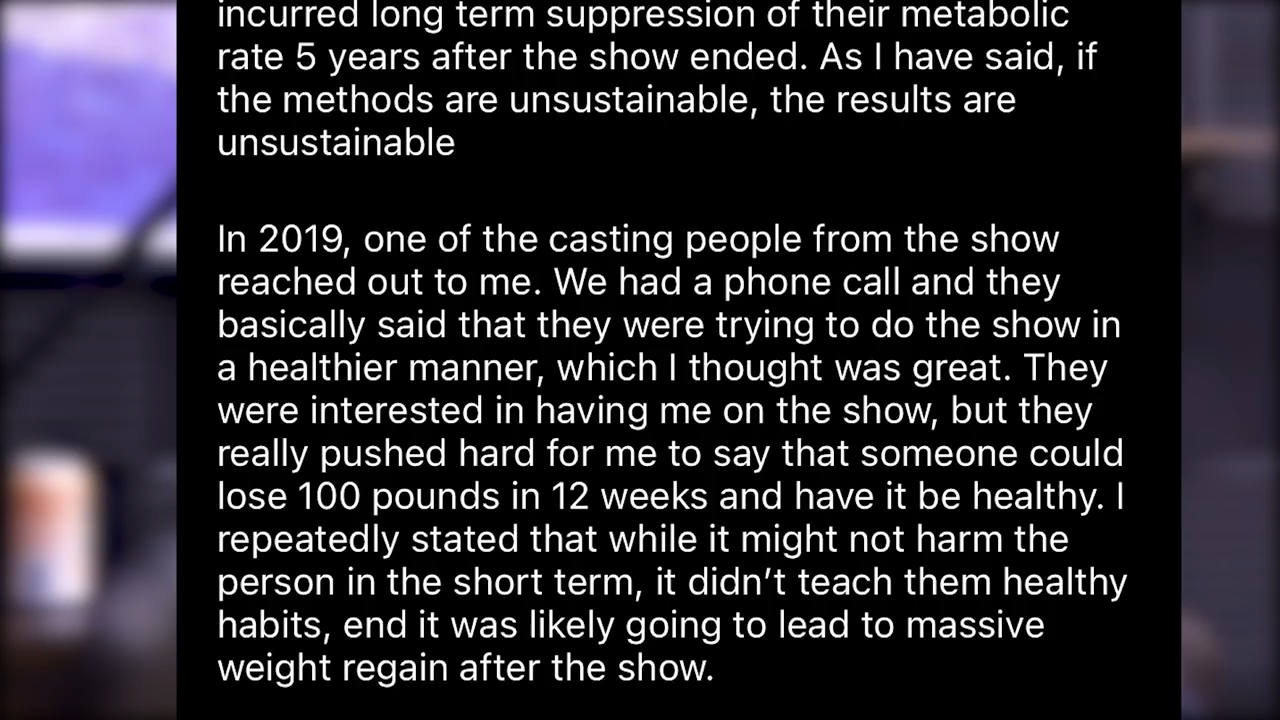 incurred long term suppression of their metabolic
rate 5 years after the show ended. As I have said, if
the methods are unsustainable, the results are
unsustainable
In 2019, one of the casting people from the show
reached out to me. We had a phone call and they
basically said that they were trying to do the show in
a healthier manner, which I thought was great. They
were interested in having me on the show, but they
really pushed hard for me to say that someone could
lose 100 pounds in 12 weeks and have it be healthy. I
repeatedly stated that while it might not harm the
person in the short term, it didn’t teach them healthy
habits, end it was likely going to lead to massive
weight regain after the show.